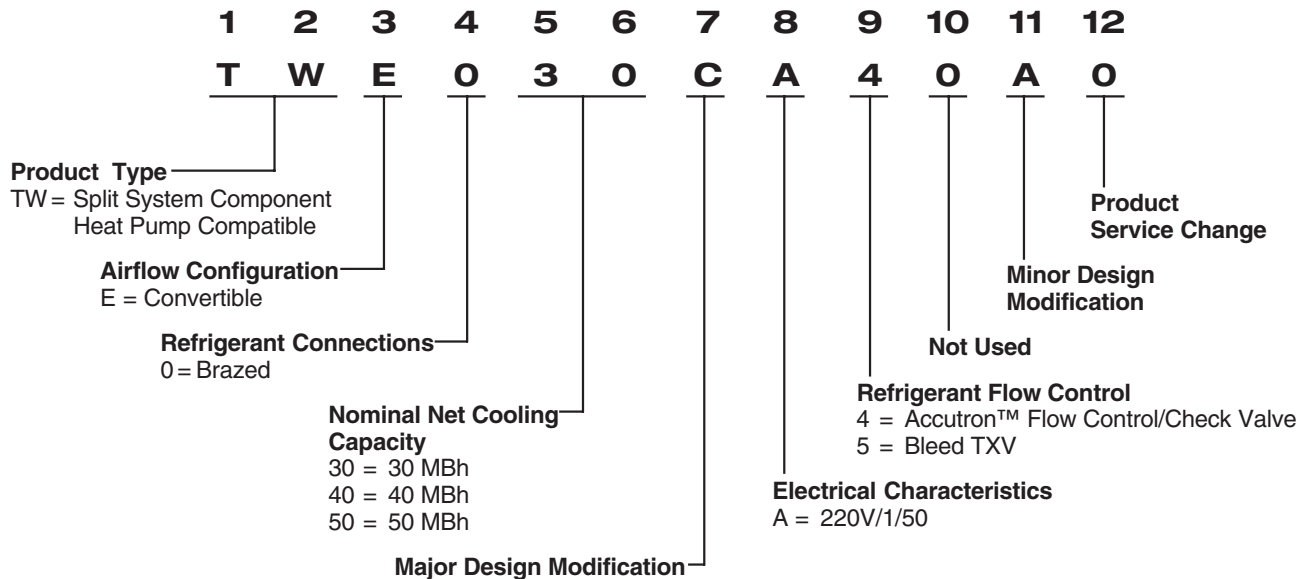 1 2 3 4 5 6 7 8 9 10 11 12
T W E 0 3 0 C A 4 0 A 0
Product Type
TW = Split System Component
Heat Pump Compatible
Airflow Configuration
E = Convertible
Refrigerant Connections
0 = Brazed
Nominal Net Cooling
Capacity
30 = 30 MBh
40 = 40 MBh
50 = 50 MBh
Major Design Modification
Electrical Characteristics
A = 220V/1/50
Refrigerant Flow Control
4 = Accutron™ Flow Control/Check Valve
5 = Bleed TXV
Not Used
Minor Design
Modification
Product
Service Change